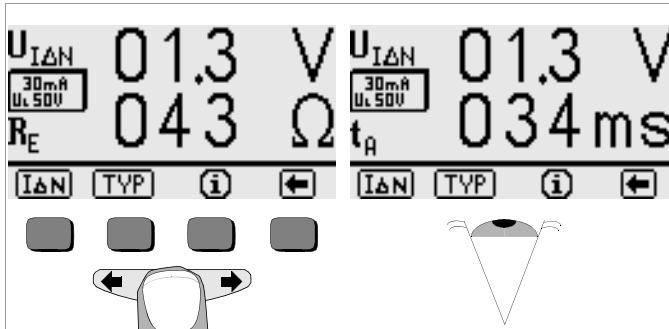 UIΔN 01.3 V
30mA
UL 50V
RE 043 Ω
IΔN TYP i
UIΔN 01.3 V
30mA
UL 50V
tA 034 ms
IΔN TYP i